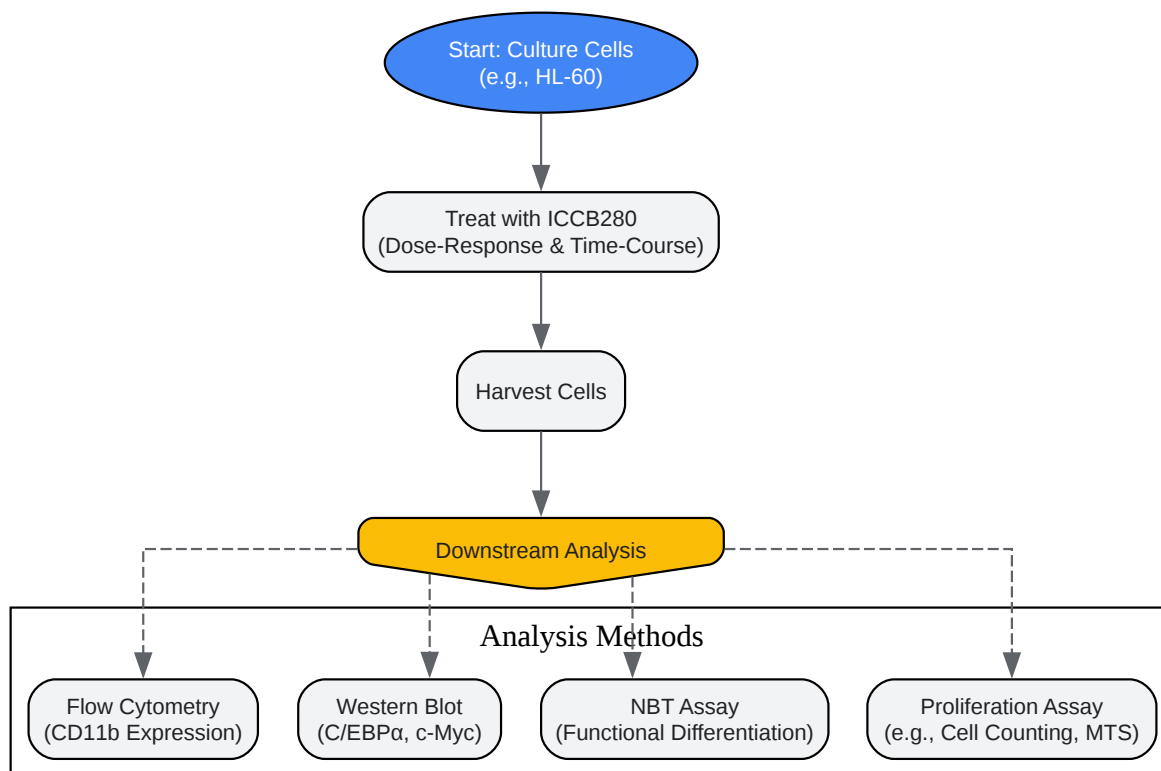 Start: Culture Cells
(e.g., HL-60)
Treat with ICCB280
(Dose-Response & Time-Course)
Harvest Cells
Downstream Analysis
Analysis Methods
Flow Cytometry
(CD11b Expression)
Western Blot
(C/EBPα, c-Myc)
NBT Assay
(Functional Differentiation)
Proliferation Assay
(e.g., Cell Counting, MTS)